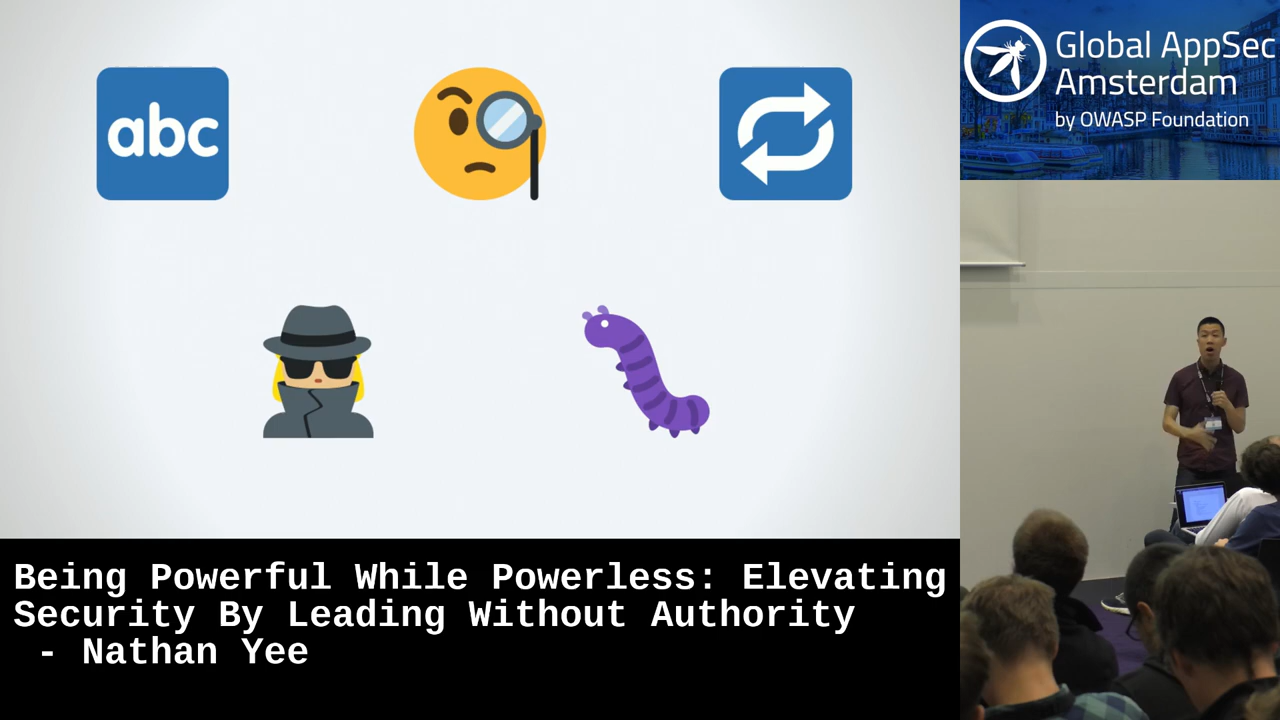 abc
Global AppSec
Amsterdam
by OWASP Foundation
Being Powerful While Powerless: Elevating
Security By Leading Without Authority
- Nathan Yee